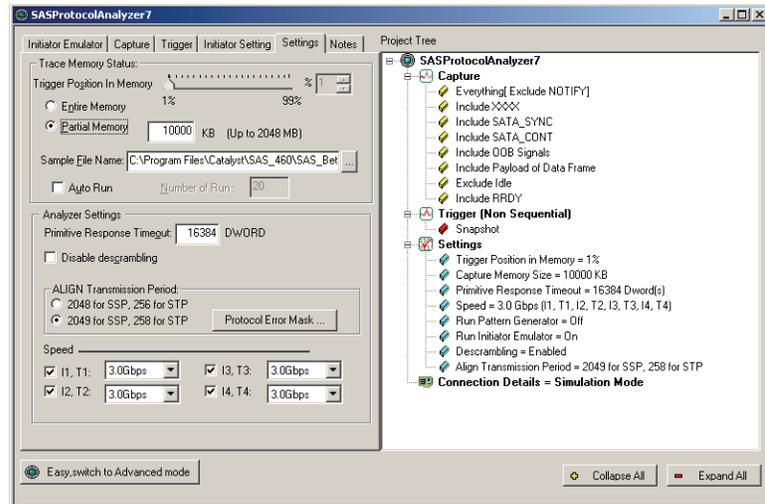 SASProtocolAnalyzer7
Initiator Emulator Capture Trigger Initiator Setting Settings Notes
Trace Memory Status:
Trigger Position In Memory % 1
1% 99%
Entire Memory
Partial Memory 10000 KB (Up to 2048 MB)
Sample File Name: C:\Program Files\Catalyst\SAS_460\SAS_Bet ...
Auto Run Number of Run : 20
Analyzer Settings
Primitive Response Timeout: 16384 DWORD
Disable descrambling
ALIGN Transmission Period:
2048 for SSP, 256 for STP
2049 for SSP, 258 for STP Protocol Error Mask ...
Speed
I1, T1: 3.0Gbps I3, T3: 3.0Gbps
I2, T2: 3.0Gbps I4, T4: 3.0Gbps
Easy,switch to Advanced mode
Project Tree
SASProtocolAnalyzer7
Capture
Everything[ Exclude NOTIFY]
Include XXXX
Include SATA_SYNC
Include SATA_CONT
Include OOB Signals
Include Payload of Data Frame
Exclude Idle
Include RRDY
Trigger (Non Sequential)
Snapshot
Settings
Trigger Position in Memory = 1%
Capture Memory Size = 10000 KB
Primitive Response Timeout = 16384 Dword(s)
Speed = 3.0 Gbps (I1, T1, I2, T2, I3, T3, I4, T4)
Run Pattern Generator = Off
Run Initiator Emulator = On
Descrambling = Enabled
Align Transmission Period = 2049 for SSP, 258 for STP
Connection Details = Simulation Mode
Collapse All Expand All